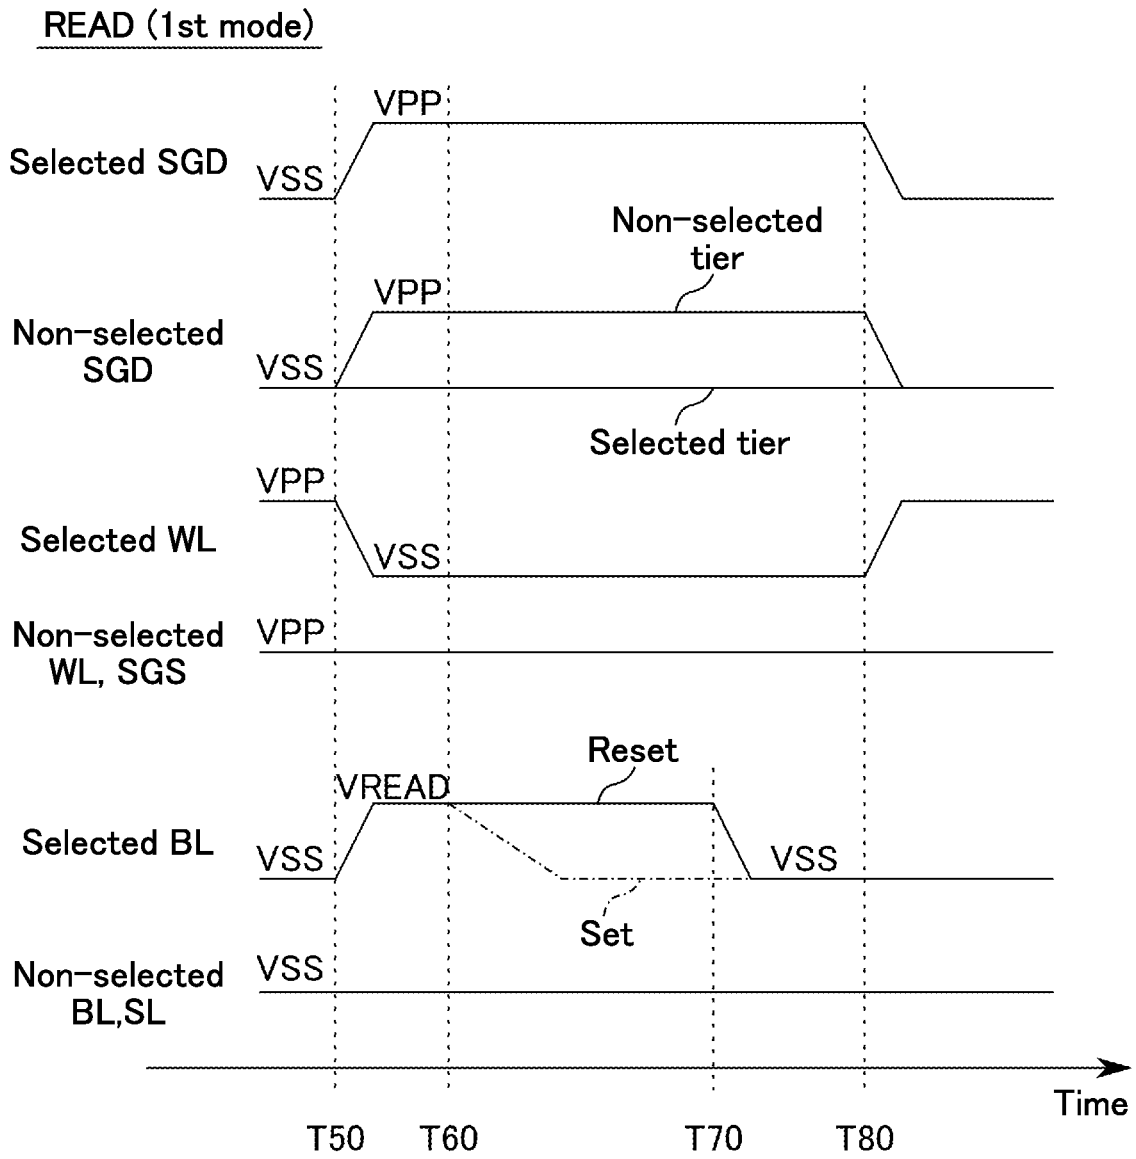 READ (1st mode)
VPP
Selected SGD
VSS
Non-selected
tier
VPP
Non-selected
SGD
VSS
Selected tier
VPP
Selected WL
VSS
Non-selected
WL, SGS
VPP
Reset
VREAD
Selected BL
VSS
VSS
Set
Non-selected
BL,SL
VSS
Time
T50 T60 T70 T80